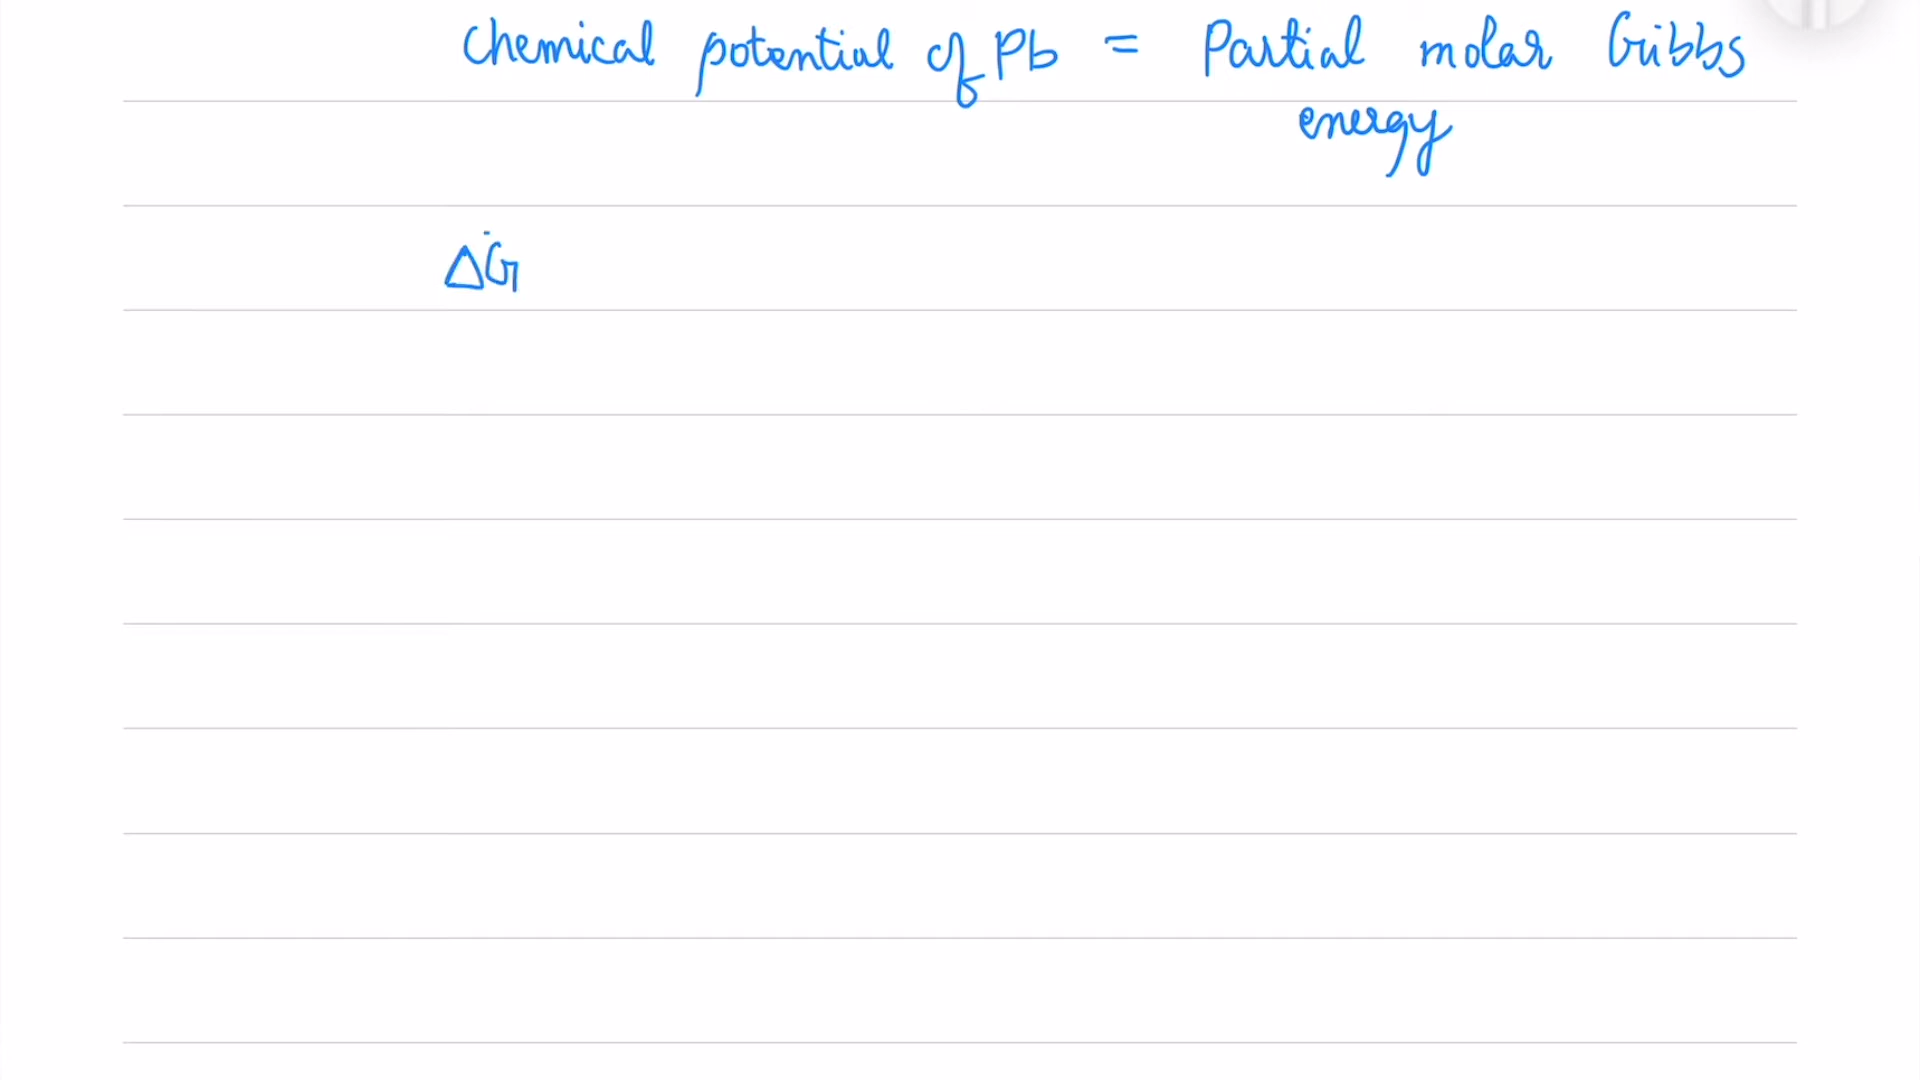 Chemical potential of Pb = Partial molar Gibbs
energy
ΔG